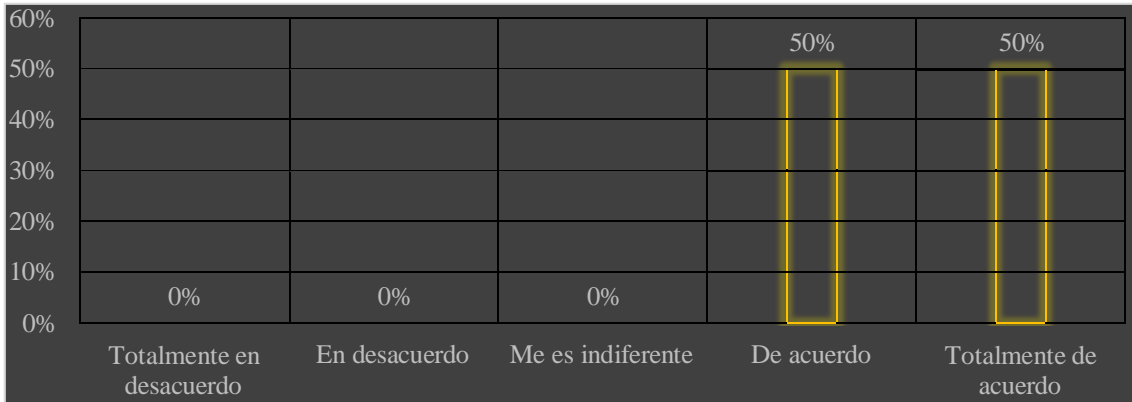 60%
50%
50%
50%
40%
30%
20%
10%
0%
0%
0%
0%
Totalmente en
desacuerdo
En desacuerdo
Me es indiferente
De acuerdo
Totalmente de
acuerdo